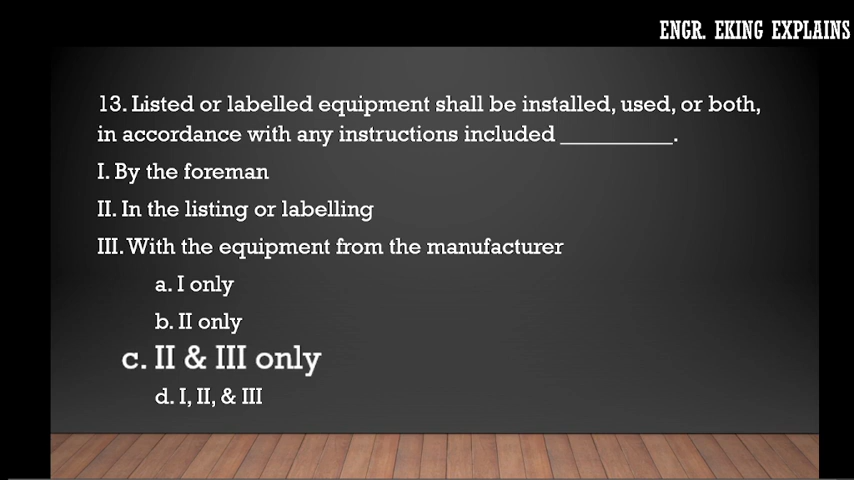 ENGR. EKING EXPLAINS
13. Listed or labelled equipment shall be installed, used, or both,
in accordance with any instructions included __________.
I. By the foreman
II. In the listing or labelling
III. With the equipment from the manufacturer
a. I only
b. II only
c. II & III only
d. I, II, & III